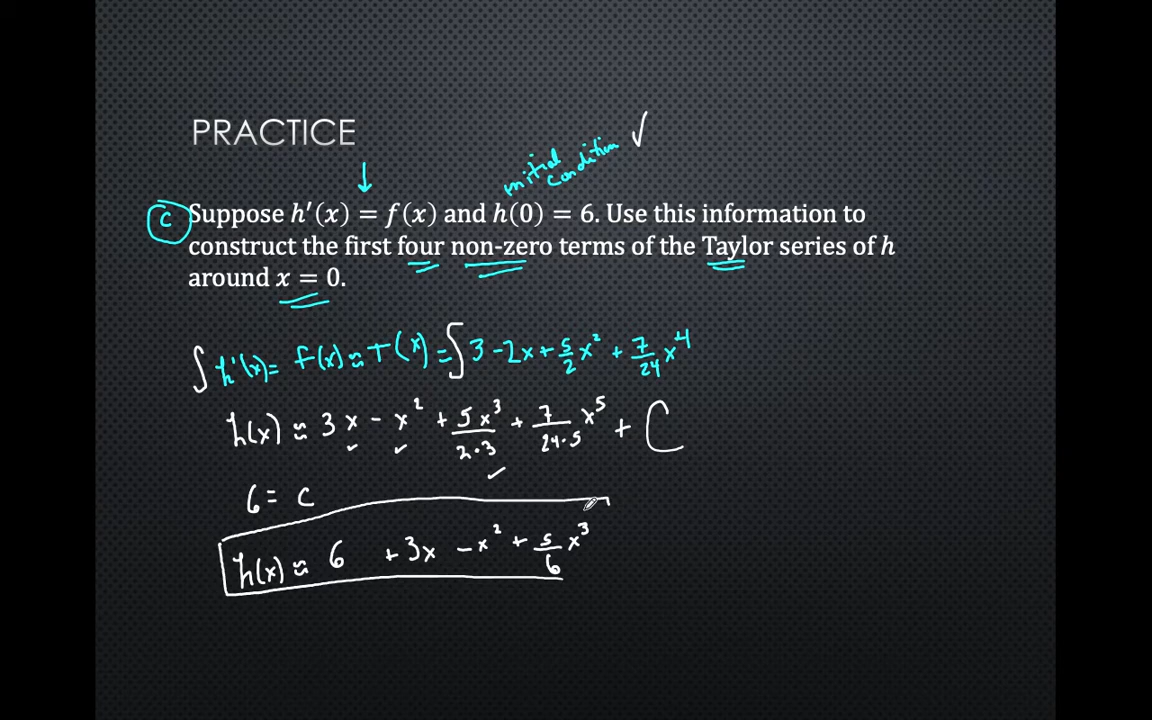 PRACTICE
initial condition ✓
↓
C Suppose h′(x) = f(x) and h(0) = 6. Use this information to
construct the first four non-zero terms of the Taylor series of h
around x = 0.
∫ h'(x) = f(x) ≈ T(x) = ∫ 3 - 2x + 5/2 x² + 7/24 x⁴
h(x) ≈ 3x - x² + 5x³/2·3 + 7/24·5 x⁵ + C
6 = C
h(x) ≈ 6 + 3x - x² + 5/6 x³